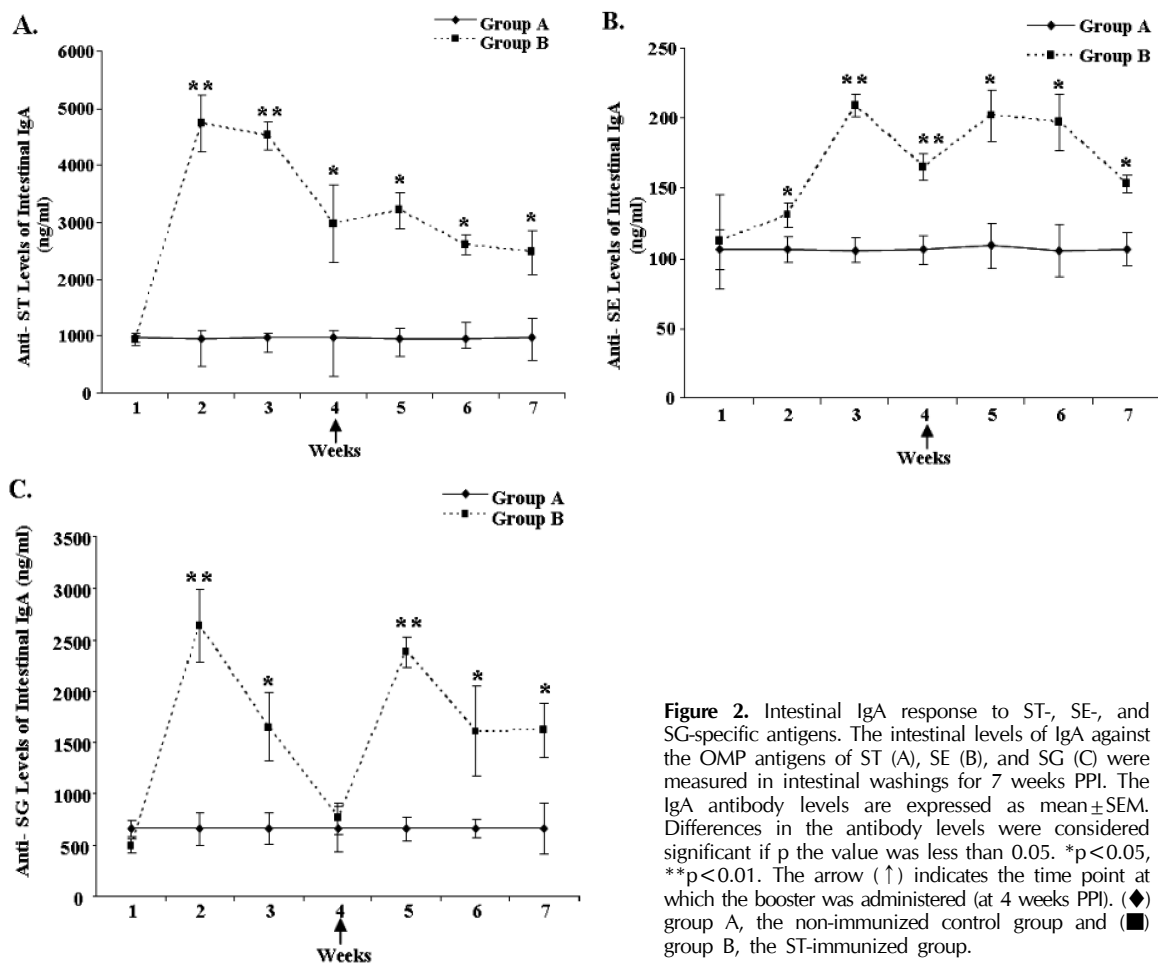 A.
Group A
Group B
6000
5000
4000
3000
2000
1000
0
Anti- ST Levels of Intestinal IgA
(ng/ml)
**
**
*
*
*
*
1 2 3 4 5 6 7
Weeks
B.
Group A
Group B
250
200
150
100
50
0
Anti- SE Levels of Intestinal IgA
(ng/ml)
*
**
**
*
*
*
1 2 3 4 5 6 7
Weeks
C.
Group A
Group B
3500
3000
2500
2000
1500
1000
500
0
Anti- SG Levels of Intestinal IgA (ng/ml)
**
*
**
*
*
1 2 3 4 5 6 7
Weeks
Figure 2. Intestinal IgA response to ST-, SE-, and
SG-specific antigens. The intestinal levels of IgA against
the OMP antigens of ST (A), SE (B), and SG (C) were
measured in intestinal washings for 7 weeks PPI. The
IgA antibody levels are expressed as mean±SEM.
Differences in the antibody levels were considered
significant if p the value was less than 0.05. *p<0.05,
**p<0.01. The arrow (↑) indicates the time point at
which the booster was administered (at 4 weeks PPI). (◆)
group A, the non-immunized control group and (■)
group B, the ST-immunized group.